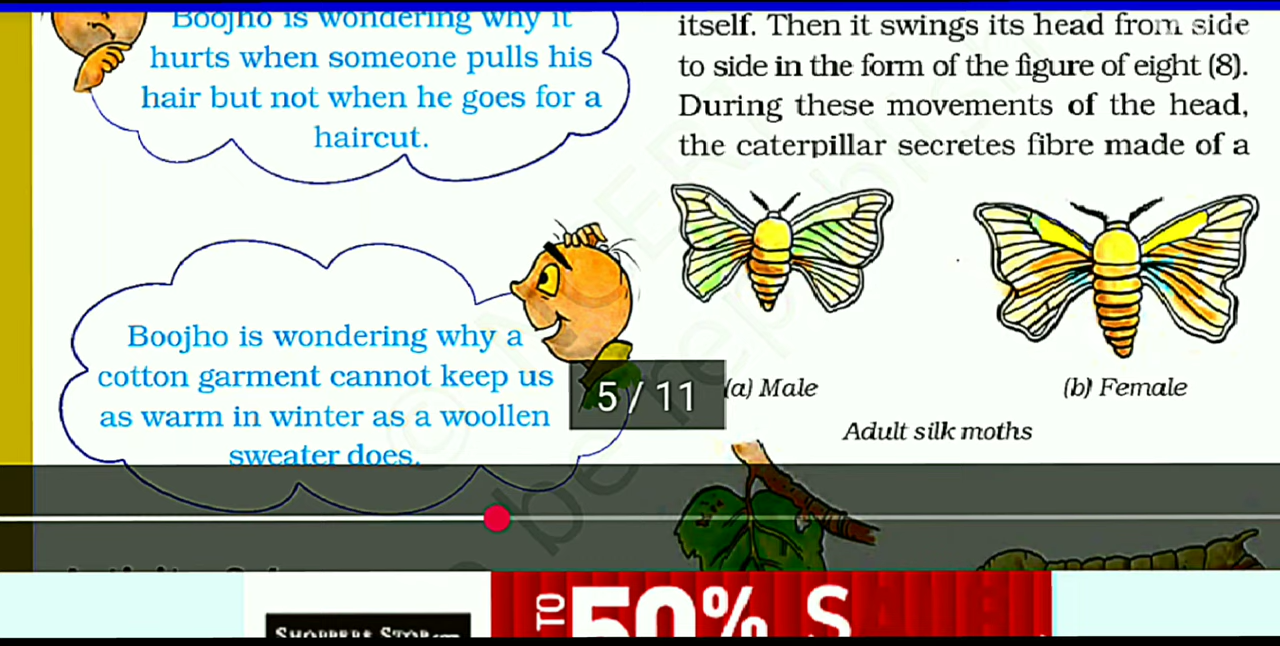 Boojho is wondering why it
hurts when someone pulls his
hair but not when he goes for a
haircut.
Boojho is wondering why a
cotton garment cannot keep us
as warm in winter as a woollen
sweater does.
itself. Then it swings its head from side
to side in the form of the figure of eight (8).
During these movements of the head,
the caterpillar secretes fibre made of a
(a) Male
(b) Female
Adult silk moths
5 / 11
SHOPPERS STOP
TO
50%